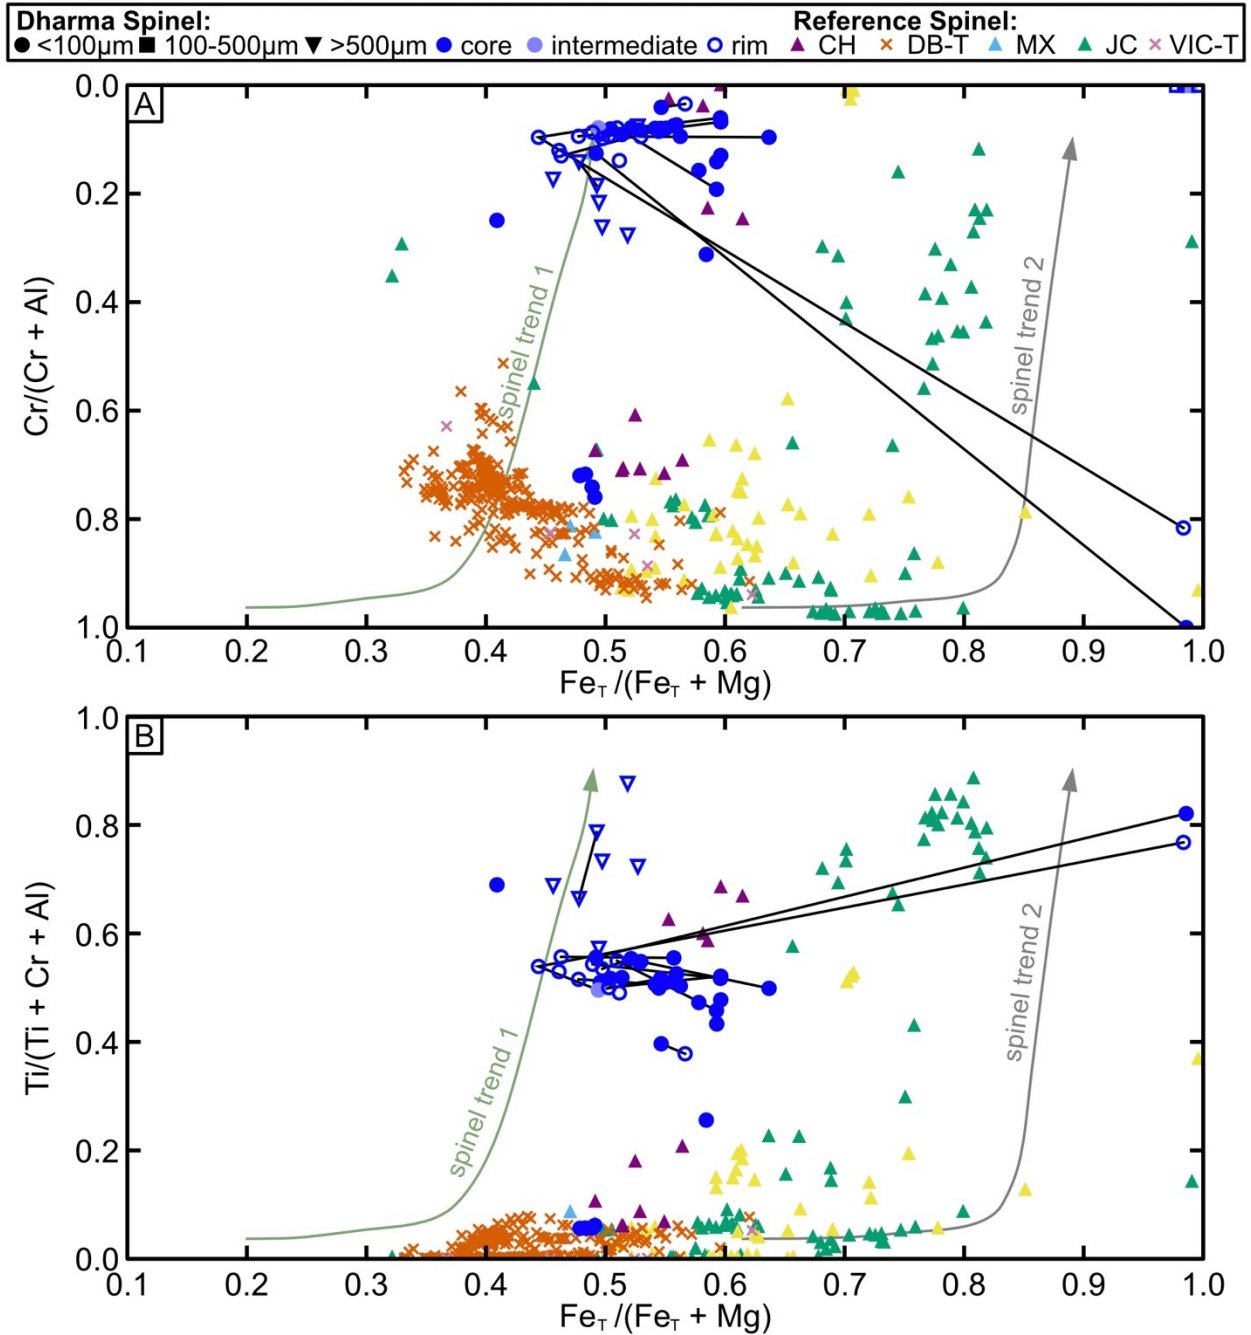 Dharma Spinel: Reference Spinel:
<100µm 100-500µm >500µm core intermediate rim CH DB-T MX JC VIC-T
A
0.0
0.2
0.4
0.6
0.8
1.0
Cr/(Cr + Al)
spinel trend 1
spinel trend 2
0.1 0.2 0.3 0.4 0.5 0.6 0.7 0.8 0.9 1.0
FeT /(FeT + Mg)
B
1.0
0.8
0.6
0.4
0.2
0.0
Ti/(Ti + Cr + Al)
spinel trend 1
spinel trend 2
0.1 0.2 0.3 0.4 0.5 0.6 0.7 0.8 0.9 1.0
FeT /(FeT + Mg)